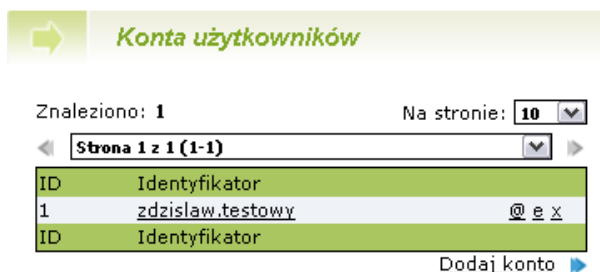 Konta użytkowników
Znaleziono: 1 Na stronie: 10
Strona 1 z 1 (1-1)
ID Identyfikator
1 zdzislaw.testowy @ e x
ID Identyfikator
Dodaj konto